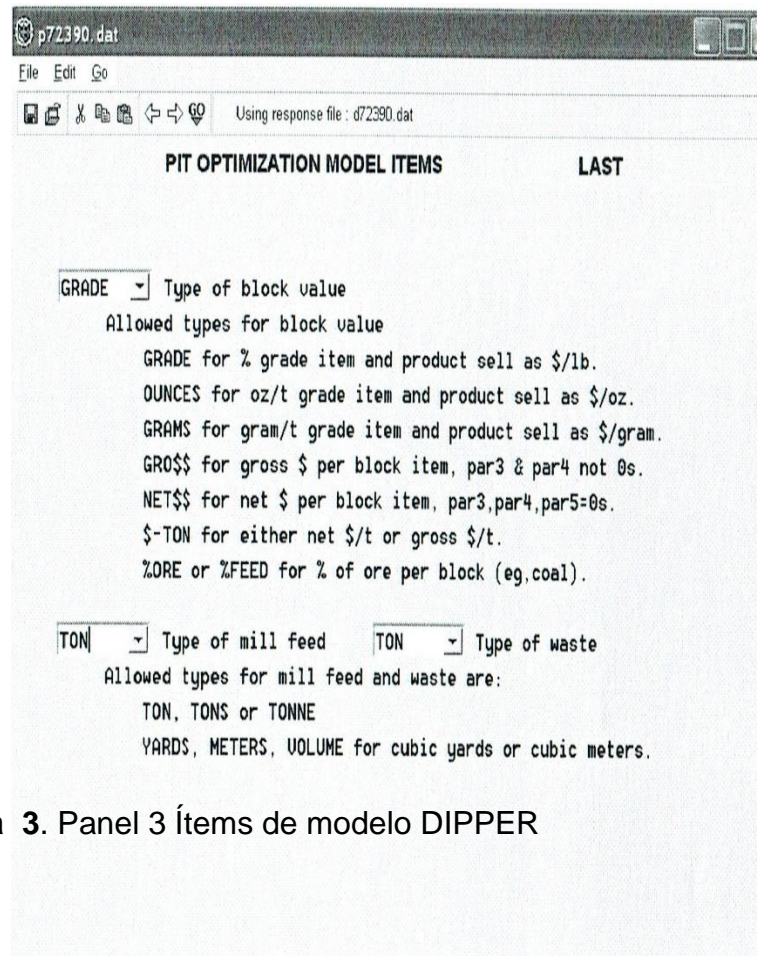 p72390.dat
File Edit Go
GO Using response file : d72390.dat
PIT OPTIMIZATION MODEL ITEMS LAST
GRADE Type of block value
Allowed types for block value
GRADE for % grade item and product sell as $/lb.
OUNCES for oz/t grade item and product sell as $/oz.
GRAMS for gram/t grade item and product sell as $/gram.
GRO$$ for gross $ per block item, par3 & par4 not 0s.
NET$$ for net $ per block item, par3,par4,par5=0s.
$-TON for either net $/t or gross $/t.
%ORE or %FEED for % of ore per block (eg,coal).
TON Type of mill feed TON Type of waste
Allowed types for mill feed and waste are:
TON, TONS or TONNE
YARDS, METERS, VOLUME for cubic yards or cubic meters.
3. Panel 3 Ítems de modelo DIPPER